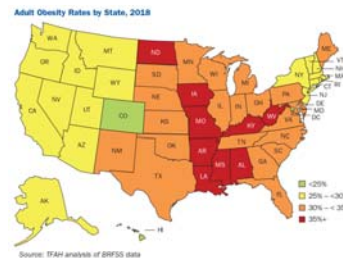 Adult Obesity Rates by State, 2018
WA
MT
ND
MN
ME
OR
ID
WY
SD
WI
MI
NY
VT
NH
MA
RI
CT
NJ
DE
MD
DC
NV
UT
CO
NE
IA
IL
IN
OH
PA
CA
KS
MO
KY
WV
VA
AZ
NM
OK
AR
TN
NC
SC
TX
LA
MS
AL
GA
FL
AK
HI
<25%
25% – <30%
30% – < 35%
35%+
Source: TFAH analysis of BRFSS data